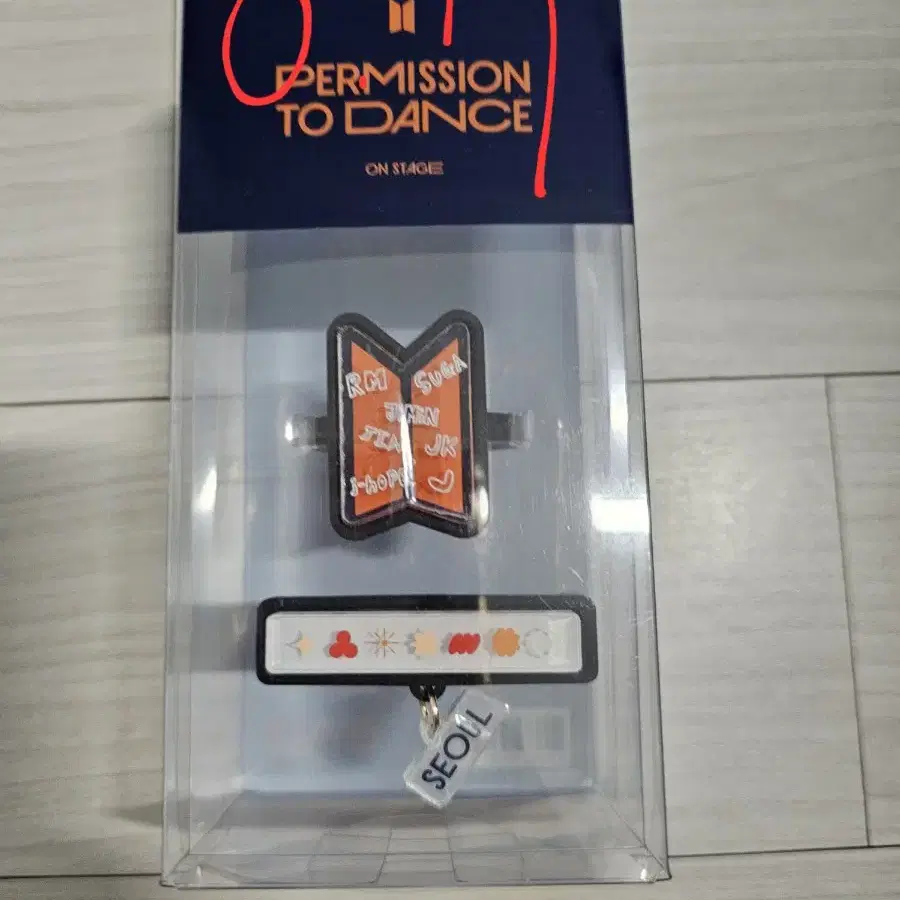 PERMISSION
TO DANCE
ON STAGE
RM SUGA
JIMIN
JIN JK
j-hoPE
SEOUL